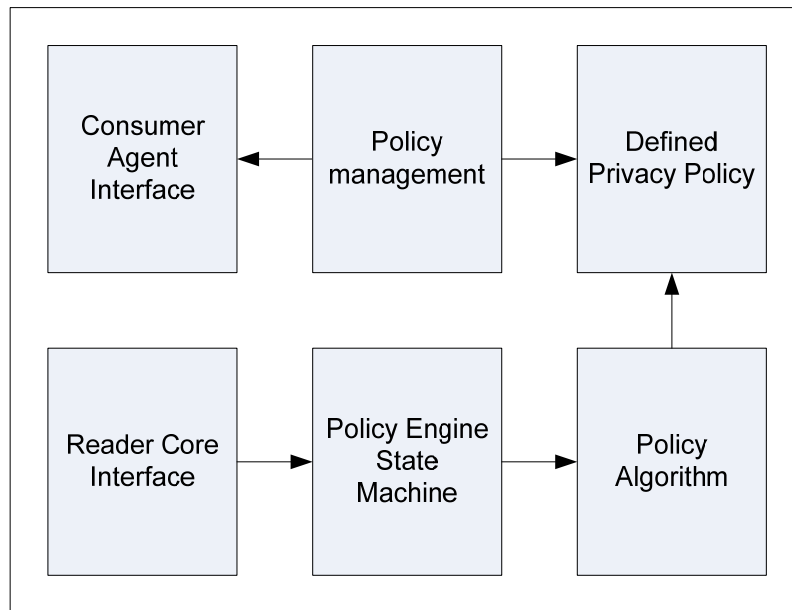 Consumer
Agent
Interface
Policy
management
Defined
Privacy Policy
Reader Core
Interface
Policy Engine
State
Machine
Policy
Algorithm